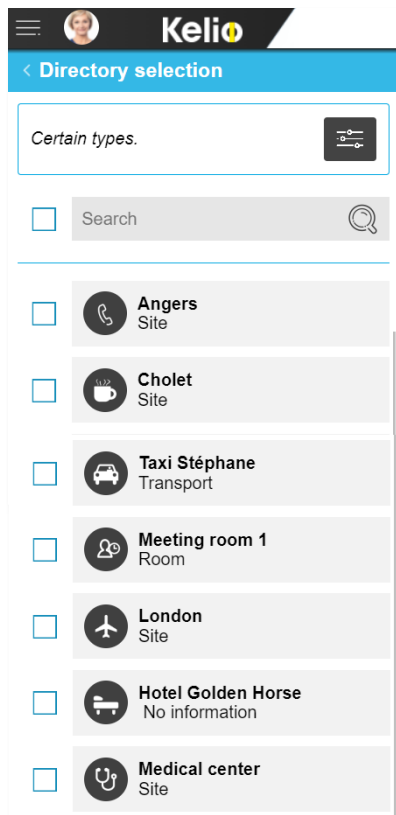 Kelio
Directory selection
Certain types.
Search
Angers
Site
Cholet
Site
Taxi Stéphane
Transport
Meeting room 1
Room
London
Site
Hotel Golden Horse
No information
Medical center
Site